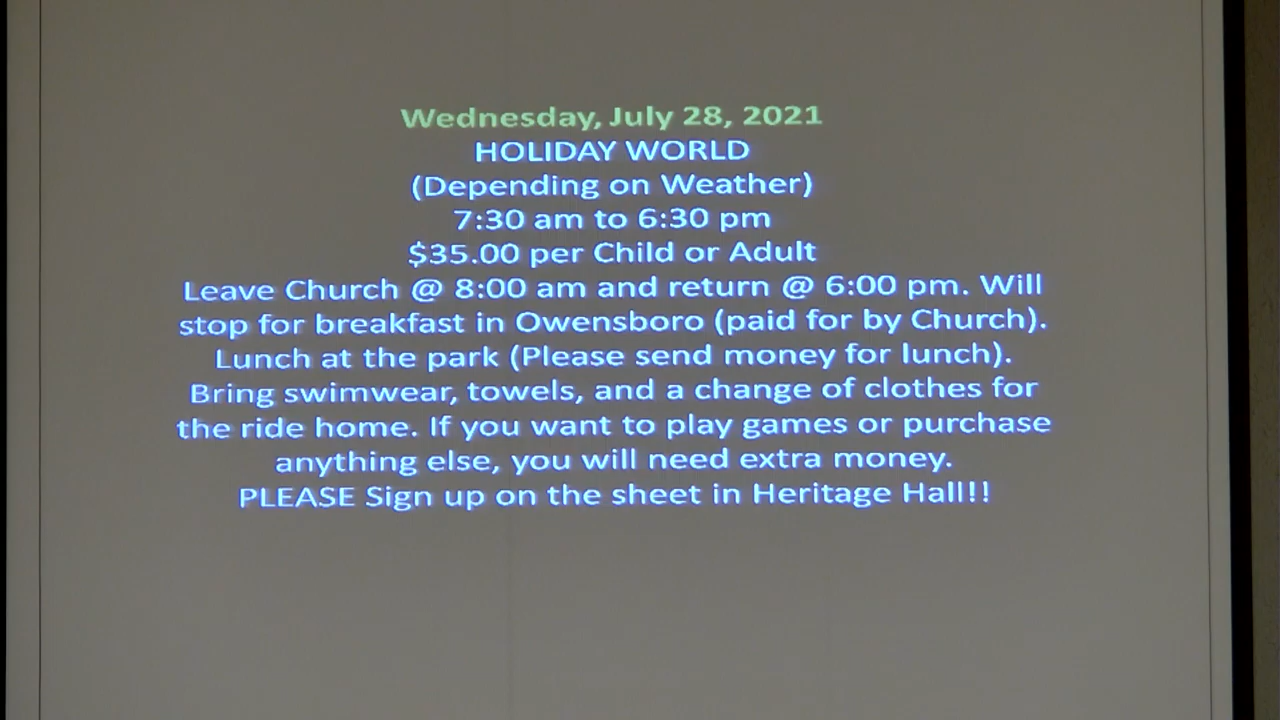 Wednesday, July 28, 2021
HOLIDAY WORLD
(Depending on Weather)
7:30 am to 6:30 pm
$35.00 per Child or Adult
Leave Church @ 8:00 am and return @ 6:00 pm. Will
stop for breakfast in Owensboro (paid for by Church).
Lunch at the park (Please send money for lunch).
Bring swimwear, towels, and a change of clothes for
the ride home. If you want to play games or purchase
anything else, you will need extra money.
PLEASE Sign up on the sheet in Heritage Hall!!